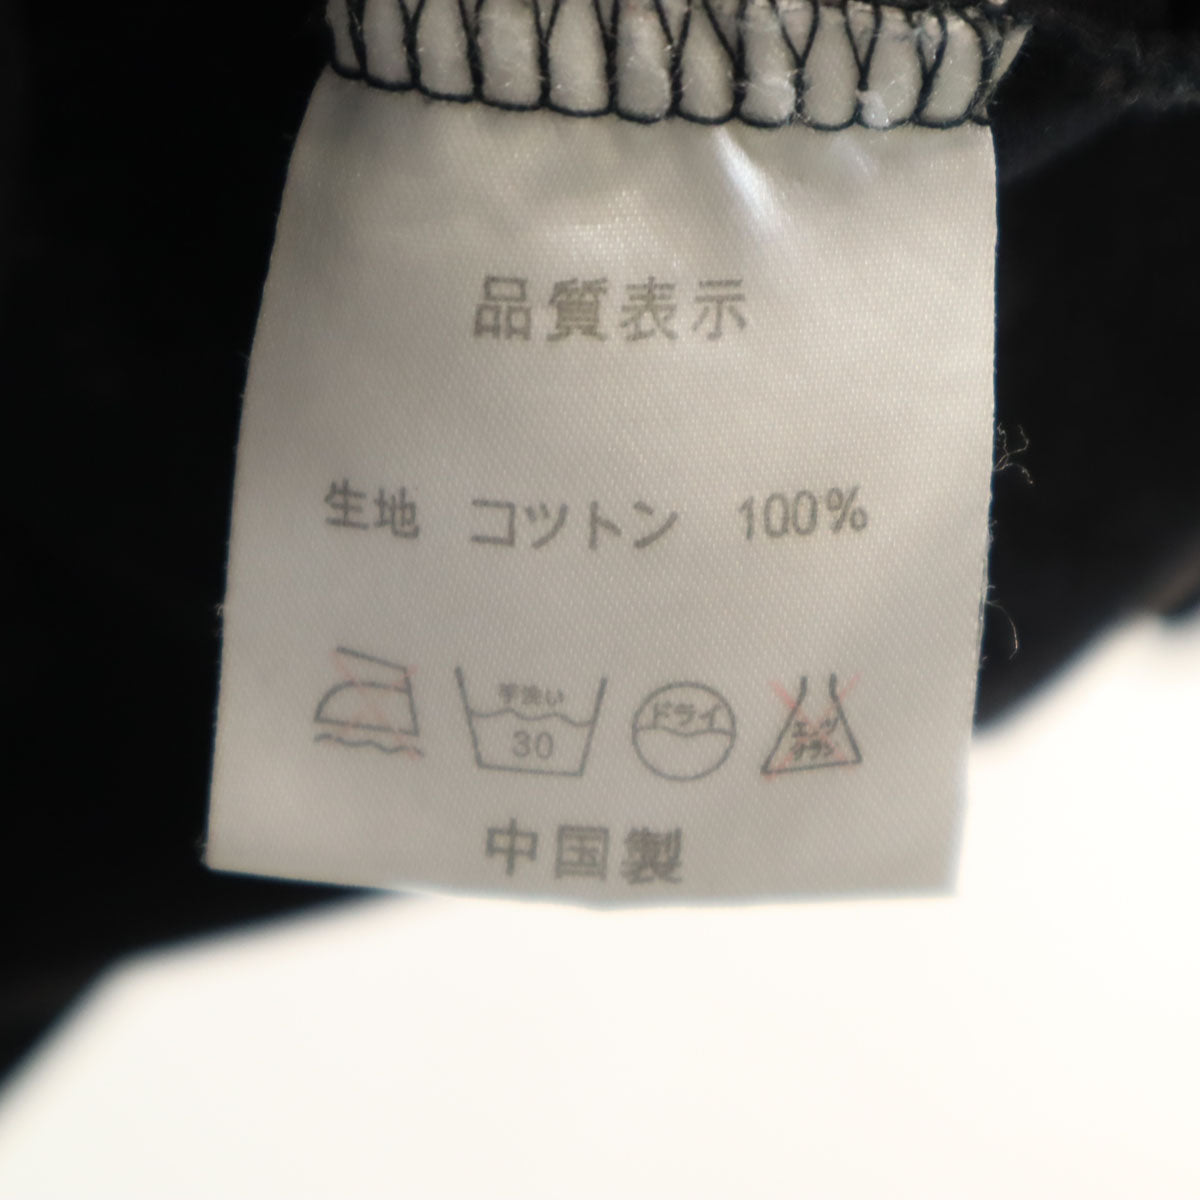 品質表示
生地 コットン 100%
手洗い 30 ドライ エンソ サラシ
中国製